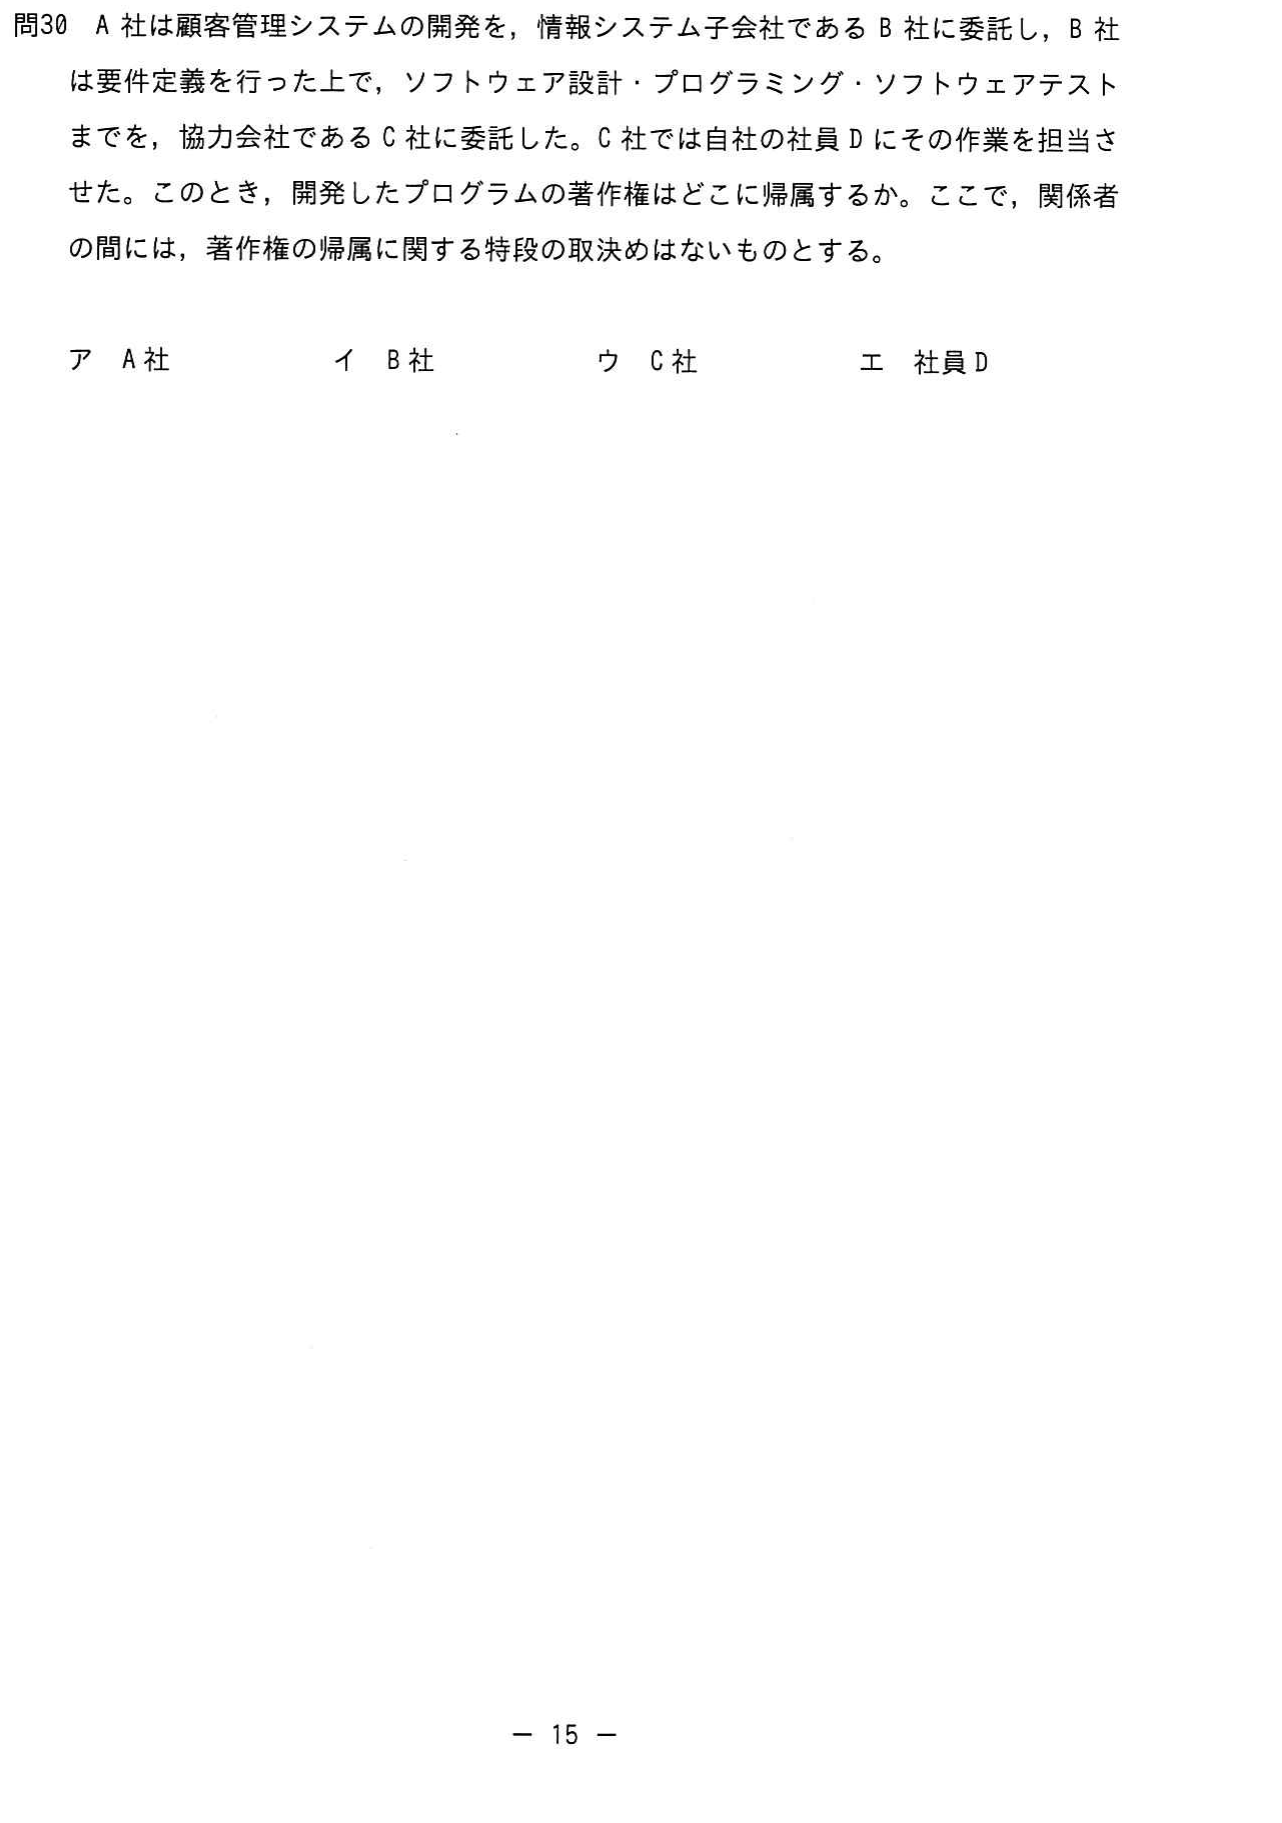 問30 A 社は顧客管理システムの開発を，情報システム子会社である B 社に委託し，B 社
は要件定義を行った上で，ソフトウェア設計・プログラミング・ソフトウェアテスト
までを，協力会社である C 社に委託した。C 社では自社の社員 D にその作業を担当さ
せた。このとき，開発したプログラムの著作権はどこに帰属するか。ここで，関係者
の間には，著作権の帰属に関する特段の取決めはないものとする。
ア A 社 イ B 社 ウ C 社 エ 社員 D
— 15 —